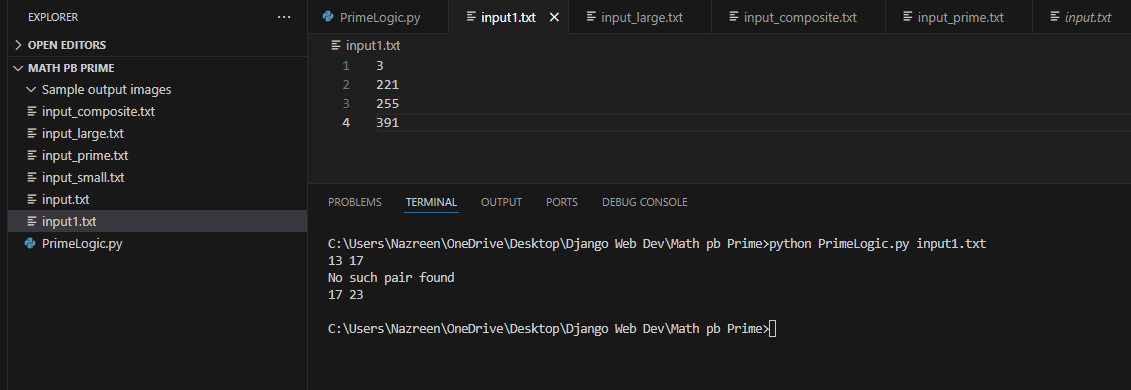 EXPLORER ···
OPEN EDITORS
MATH PB PRIME
Sample output images
input_composite.txt
input_large.txt
input_prime.txt
input_small.txt
input.txt
input1.txt
PrimeLogic.py
PrimeLogic.py input1.txt input_large.txt input_composite.txt input_prime.txt input.txt
input1.txt
1 3
2 221
3 255
4 391
PROBLEMS TERMINAL OUTPUT PORTS DEBUG CONSOLE
C:\Users\Nazreen\OneDrive\Desktop\Django Web Dev\Math pb Prime>python PrimeLogic.py input1.txt
13 17
No such pair found
17 23
C:\Users\Nazreen\OneDrive\Desktop\Django Web Dev\Math pb Prime>